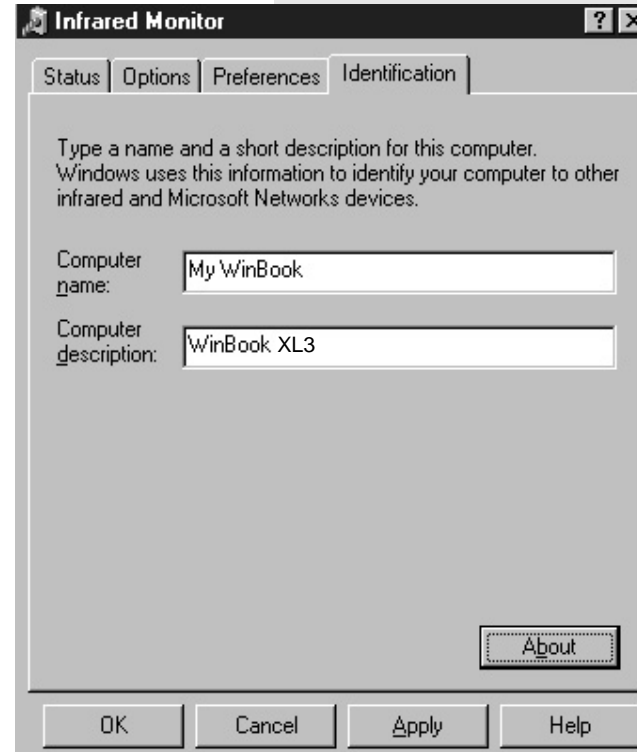 Infrared Monitor
Status Options Preferences Identification
Type a name and a short description for this computer.
Windows uses this information to identify your computer to other
infrared and Microsoft Networks devices.
Computer
name:
My WinBook
Computer
description:
WinBook XL3
About
OK Cancel Apply Help